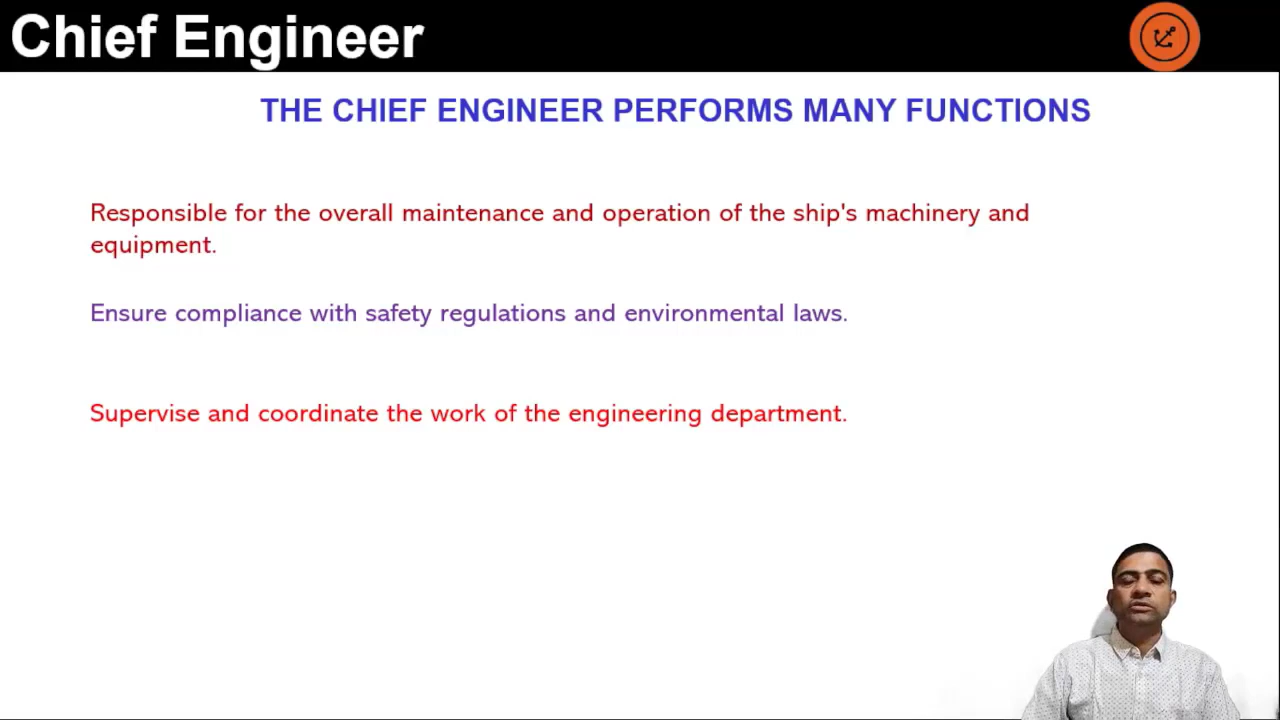 Chief Engineer
THE CHIEF ENGINEER PERFORMS MANY FUNCTIONS
Responsible for the overall maintenance and operation of the ship's machinery and
equipment.
Ensure compliance with safety regulations and environmental laws.
Supervise and coordinate the work of the engineering department.